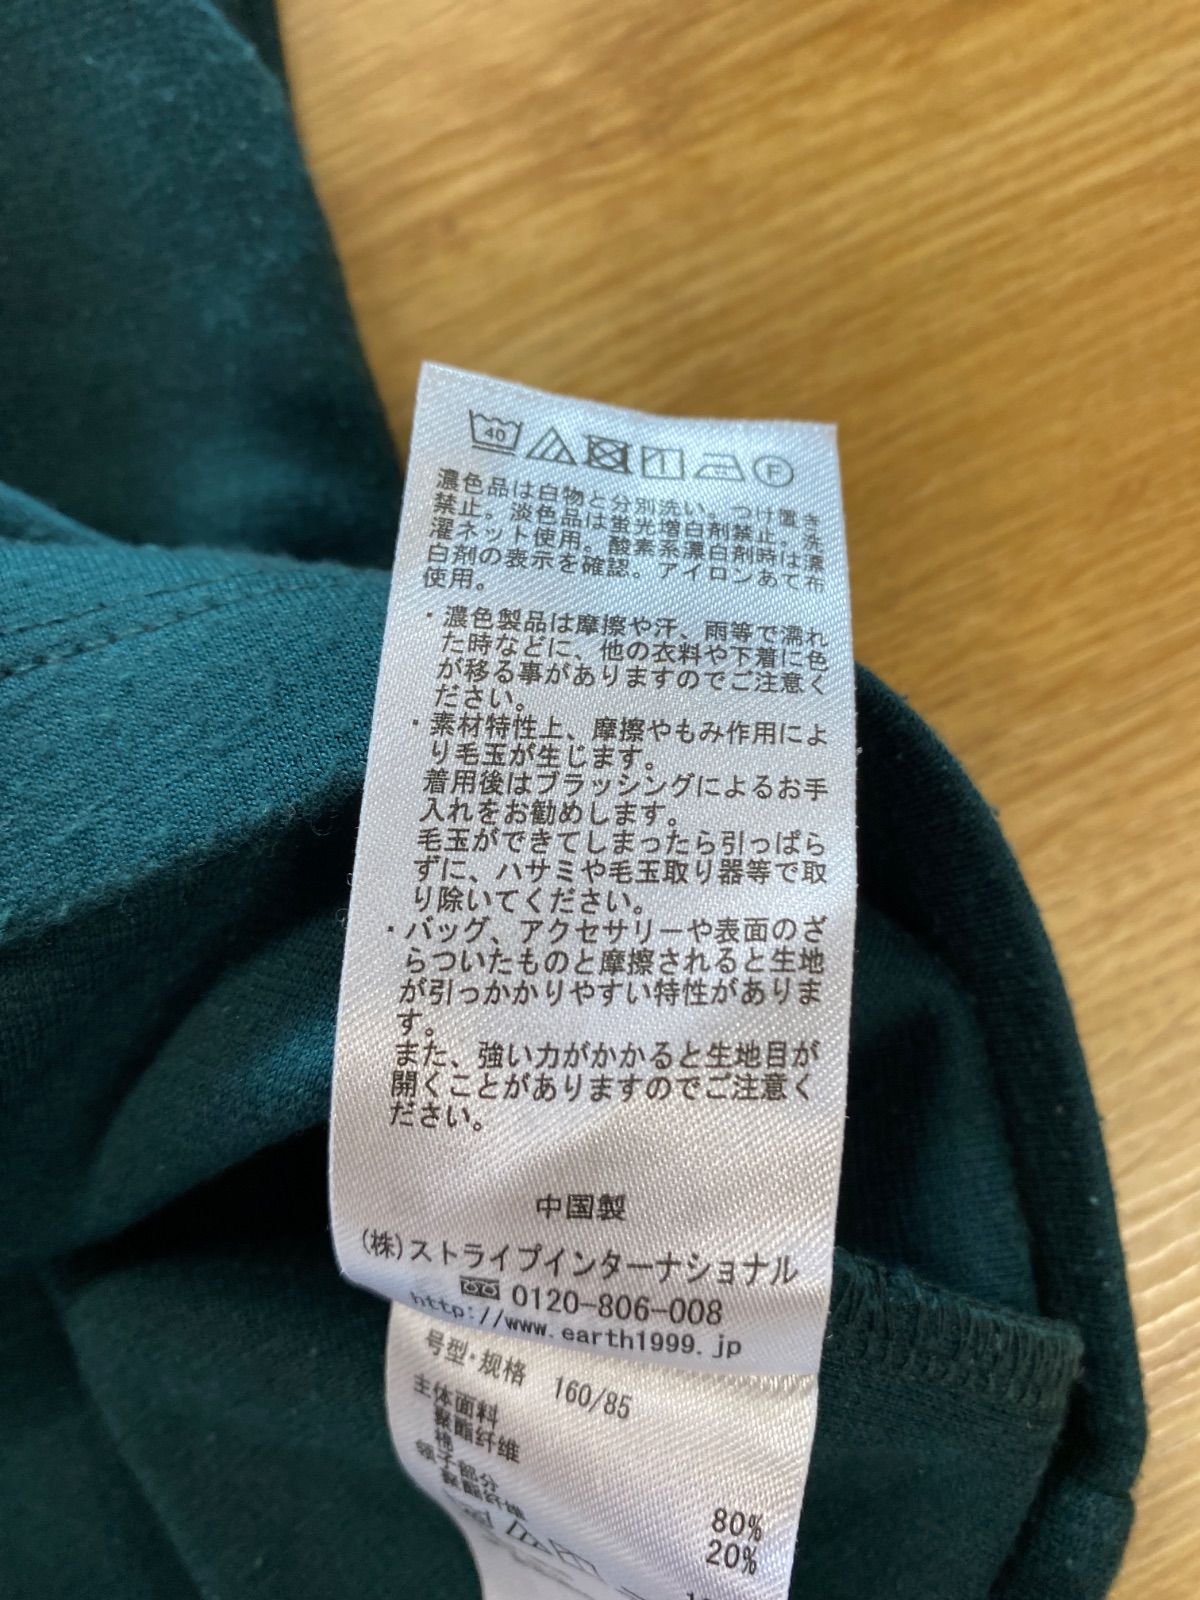 40
F
濃色品は白物と分別洗い。つけ置き
禁止。淡色品は蛍光増白剤禁止。洗
濯ネット使用。酸素系漂白剤時は漂
白剤の表示を確認。アイロンあて布
使用。
・濃色製品は摩擦や汗、雨等で濡れ
た時などに、他の衣料や下着に色
が移る事がありますのでご注意く
ださい。
・素材特性上、摩擦やもみ作用によ
り毛玉が生じます。
着用後はブラッシングによるお手
入れをお勧めします。
毛玉ができてしまったら引っぱら
ずに、ハサミや毛玉取り器等で取
り除いてください。
・バッグ、アクセサリーや表面のざ
らついたものと摩擦されると生地
が引っかかりやすい特性がありま
す。
また、強い力がかかると生地目が
開くことがありますのでご注意く
ださい。
中国製
(株)ストライプインターナショナル
0120-806-008
http://www.earth1999.jp
号型·规格 160/85
主体面料
聚酯纤维 80%
棉 20%